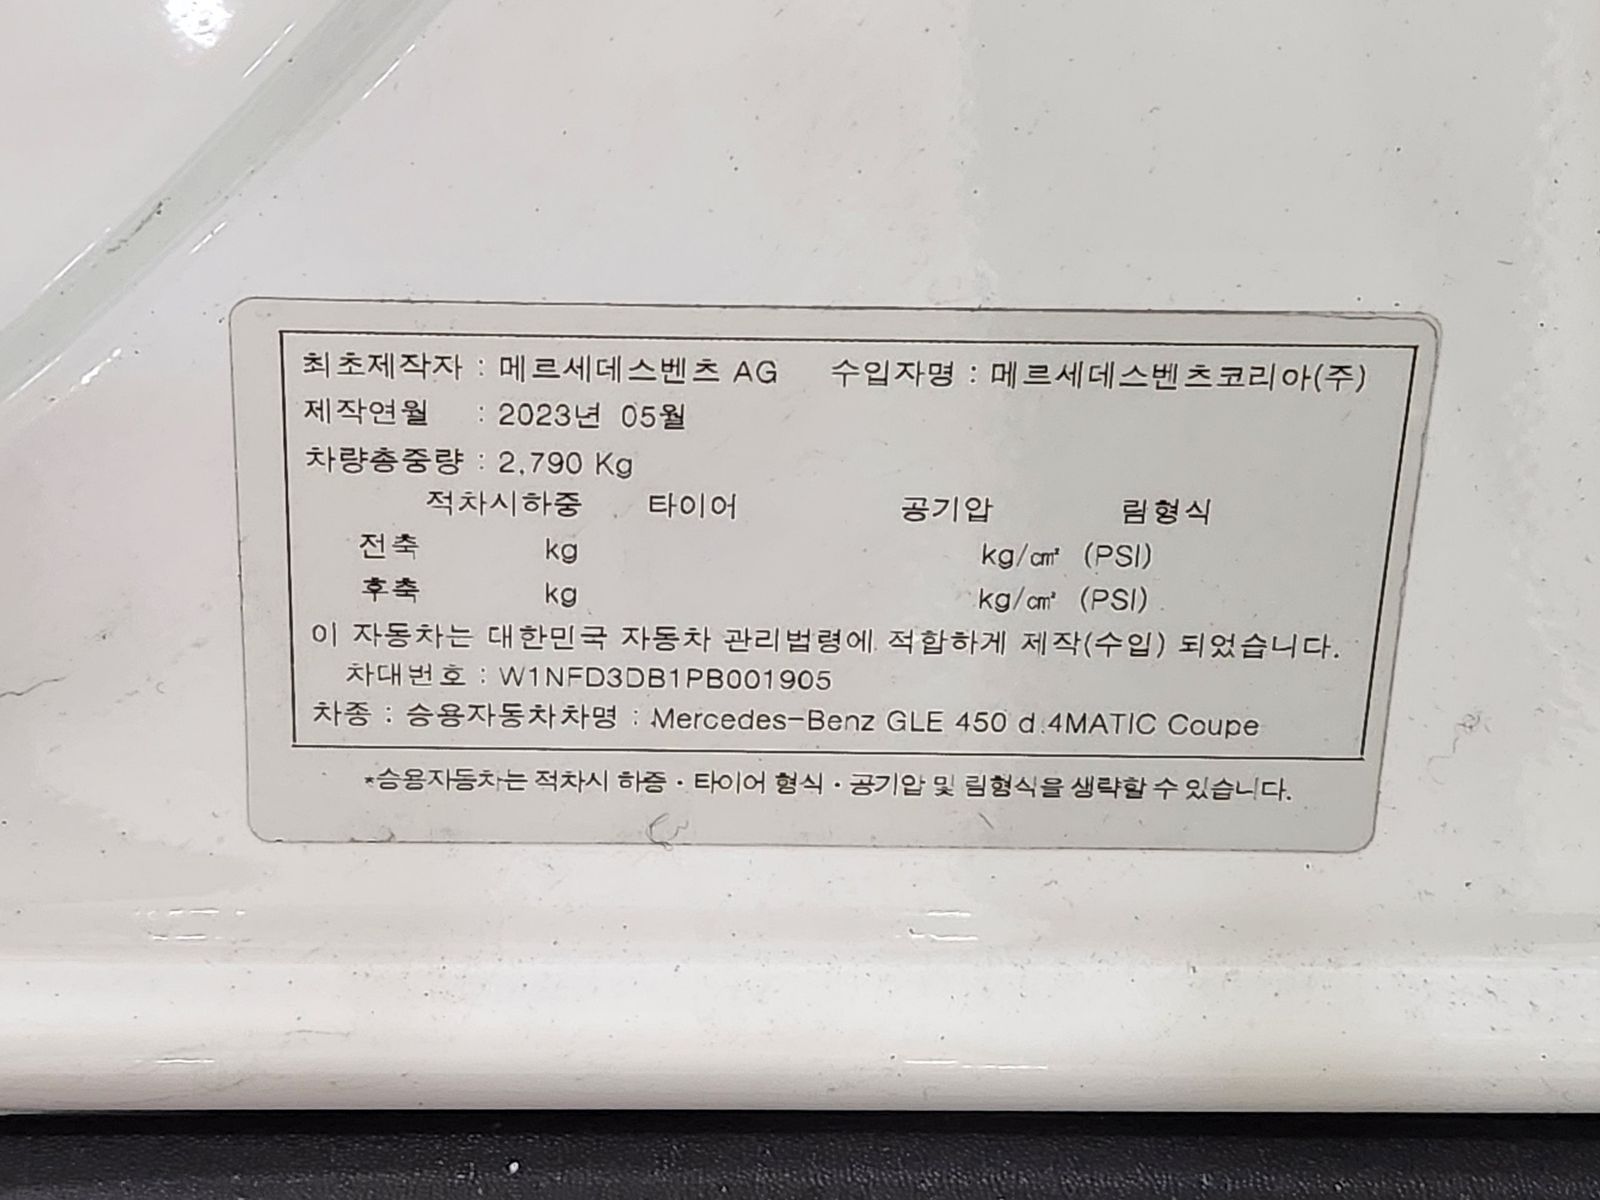 최초제작자 : 메르세데스벤츠 AG 수입자명 : 메르세데스벤츠코리아(주)
제작연월 : 2023년 05월
차량총중량 : 2,790 Kg
적차시하중 타이어 공기압 림형식
전축 kg kg/㎠ (PSI)
후축 kg kg/㎠ (PSI)
이 자동차는 대한민국 자동차 관리법령에 적합하게 제작(수입) 되었습니다.
차대번호 : W1NFD3DB1PB001905
차종 : 승용자동차차명 : Mercedes-Benz GLE 450 d 4MATIC Coupe
*승용자동차는 적차시 하중・타이어 형식・공기압 및 림형식을 생략할 수 있습니다.